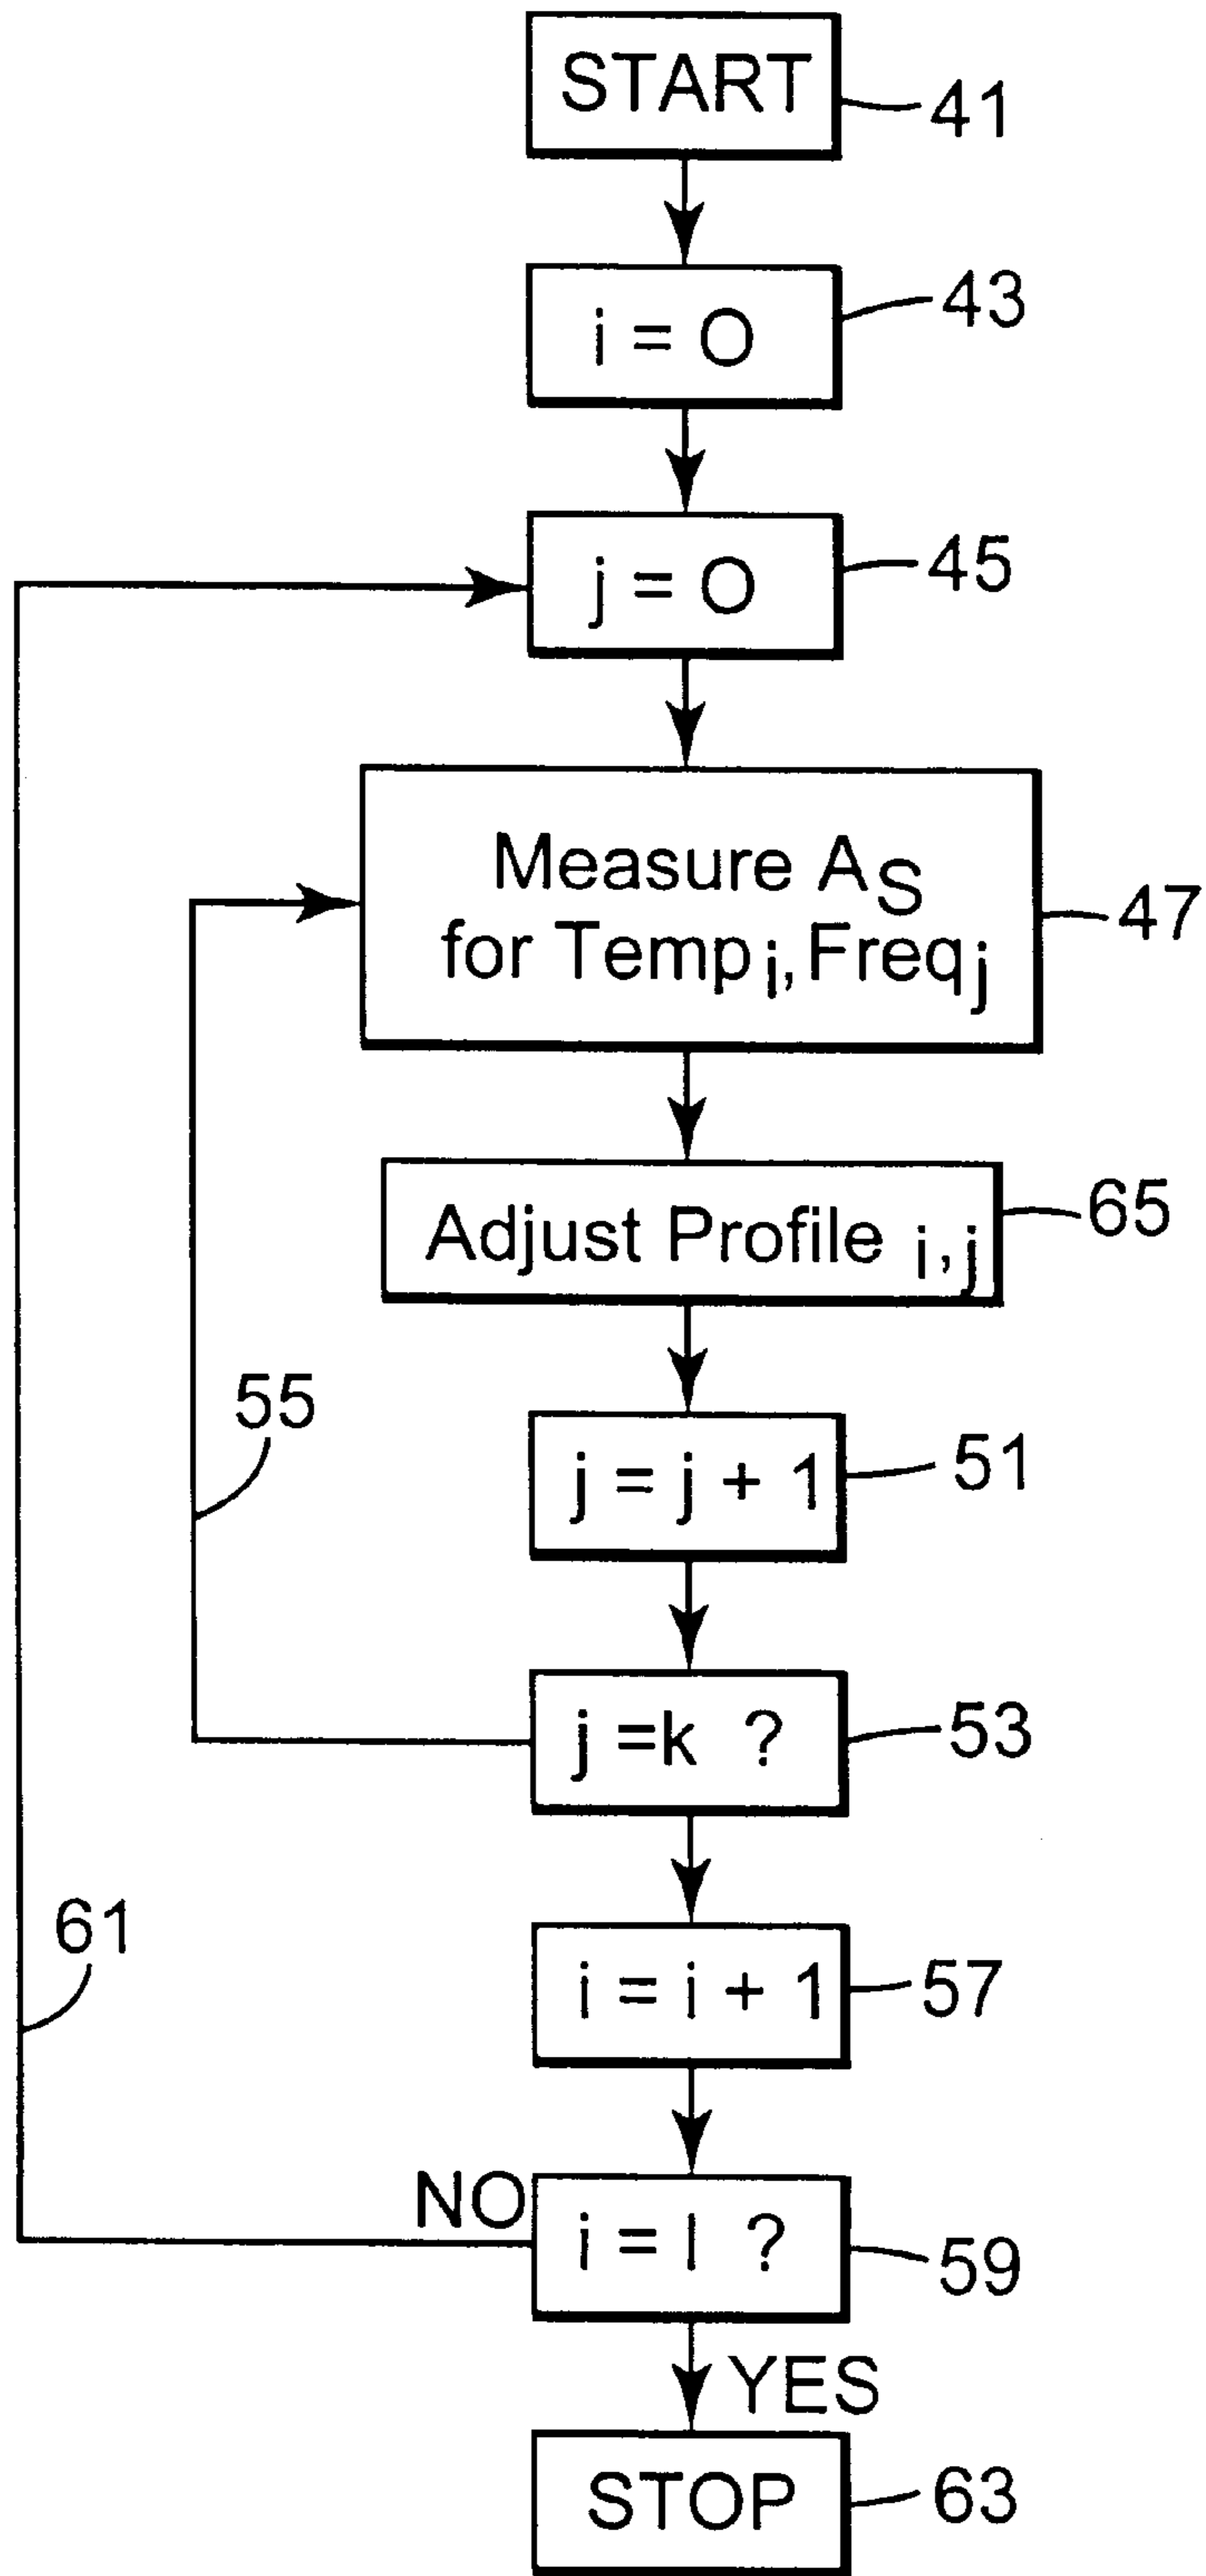 START
41
i = O
43
j = O
45
Measure AS
for Tempi, Freqj
47
Adjust Profile i,j
65
55
j = j + 1
51
j =k ?
53
61
i = i + 1
57
NO
i = l ?
59
YES
STOP
63